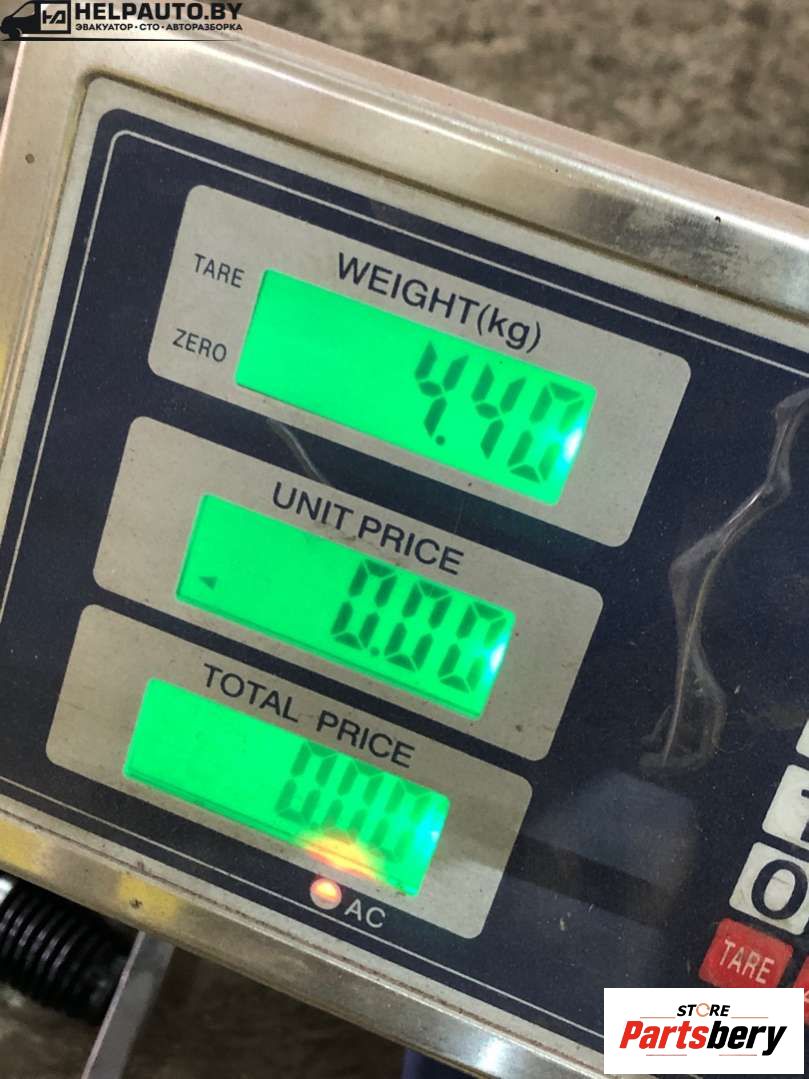 HELPAUTO.BY
ЭВАКУАТОР • СТО • АВТОРАЗБОРКА
WEIGHT(kg)
TARE
ZERO
4.40
UNIT PRICE
0.00
TOTAL PRICE
AC
0
TARE
STORE
Partsbery